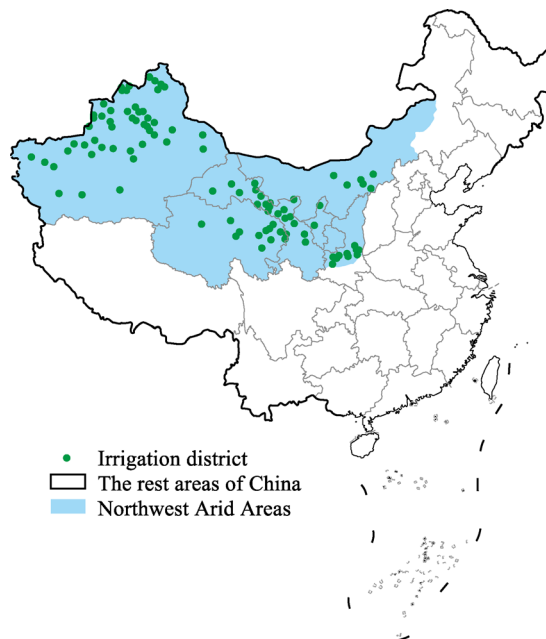 Irrigation district
The rest areas of China
Northwest Arid Areas